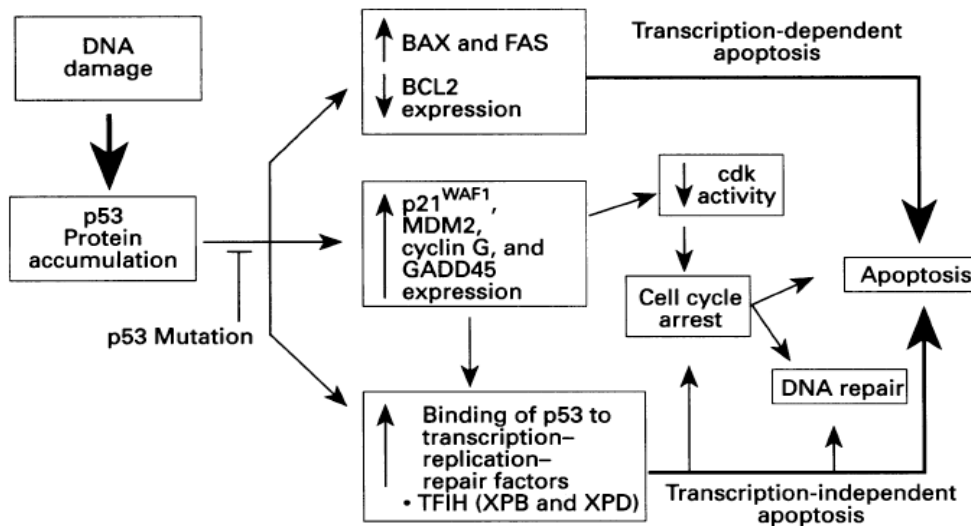 DNA
damage
BAX and FAS
BCL2
expression
Transcription-dependent
apoptosis
p53
Protein
accumulation
p21WAF1,
MDM2,
cyclin G, and
GADD45
expression
cdk
activity
Apoptosis
Cell cycle
arrest
p53 Mutation
DNA repair
Binding of p53 to
transcription–
replication–
repair factors
• TFIH (XPB and XPD)
Transcription-independent
apoptosis